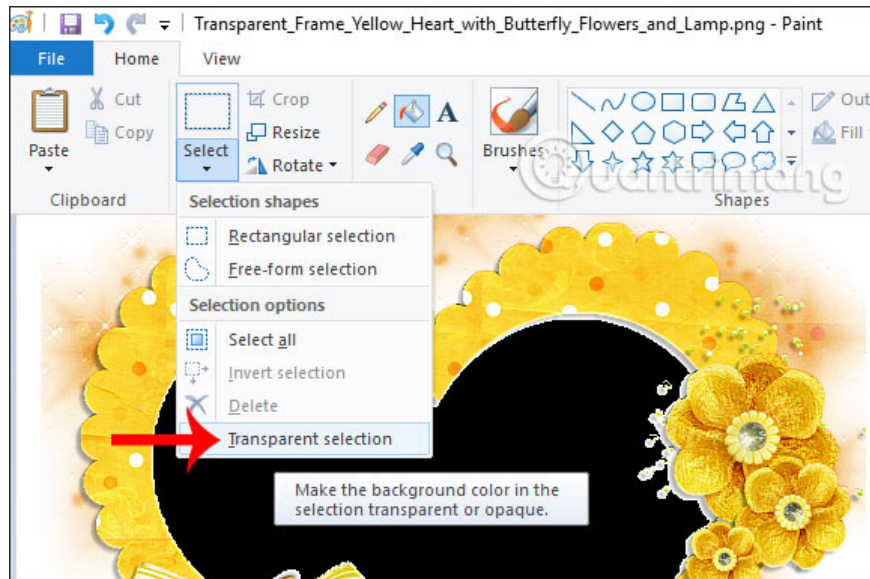 Transparent_Frame_Yellow_Heart_with_Butterfly_Flowers_and_Lamp.png - Paint
File Home View
Cut
Copy
Paste
Clipboard
Select
Crop
Resize
Rotate
A
Brushes
Out
Fill
Shapes
uantrimang
Selection shapes
Rectangular selection
Free-form selection
Selection options
Select all
Invert selection
Delete
Transparent selection
Make the background color in the
selection transparent or opaque.